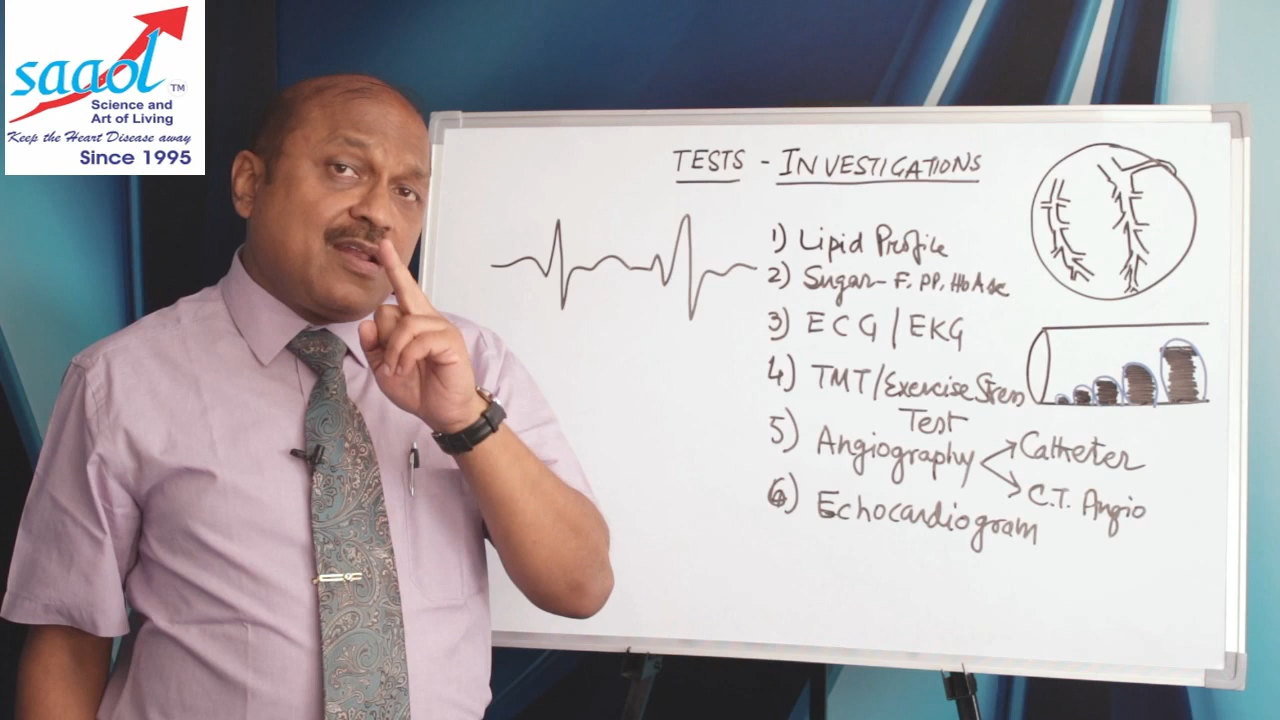 saaol TM
Science and
Art of Living
Keep the Heart Disease away
Since 1995
TESTS - INVESTIGATIONS
1) Lipid Profile
2) Sugar - F, PP, HbA1c
3) ECG / EKG
4) TMT/Exercise Stress
Test
5) Angiography
Catheter
C.T. Angio
6) Echocardiogram